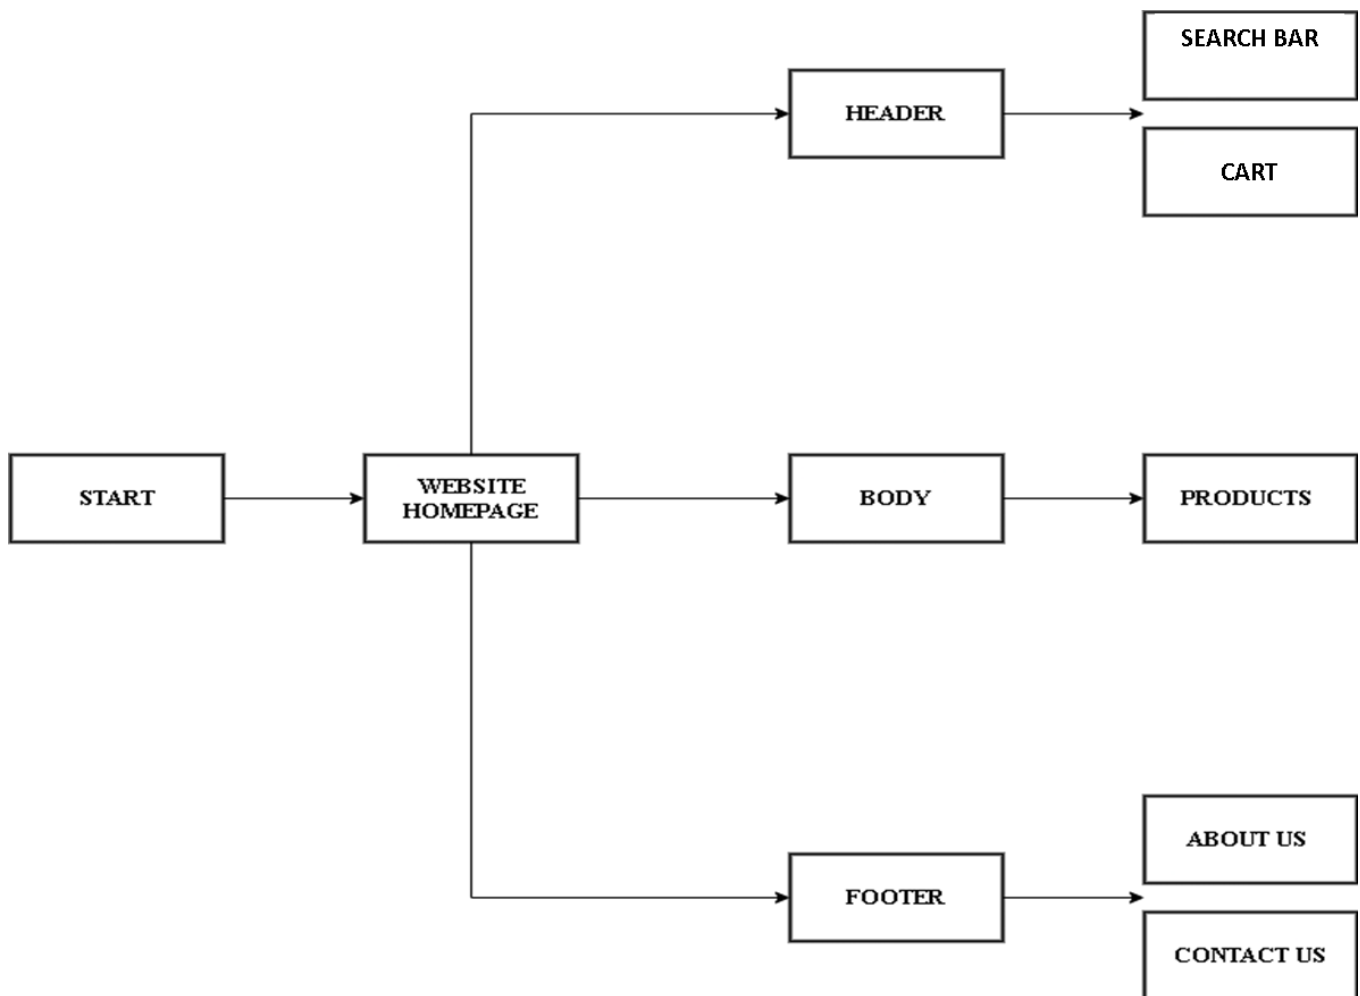 SEARCH BAR
HEADER
CART
START
WEBSITE
HOMEPAGE
BODY
PRODUCTS
ABOUT US
FOOTER
CONTACT US